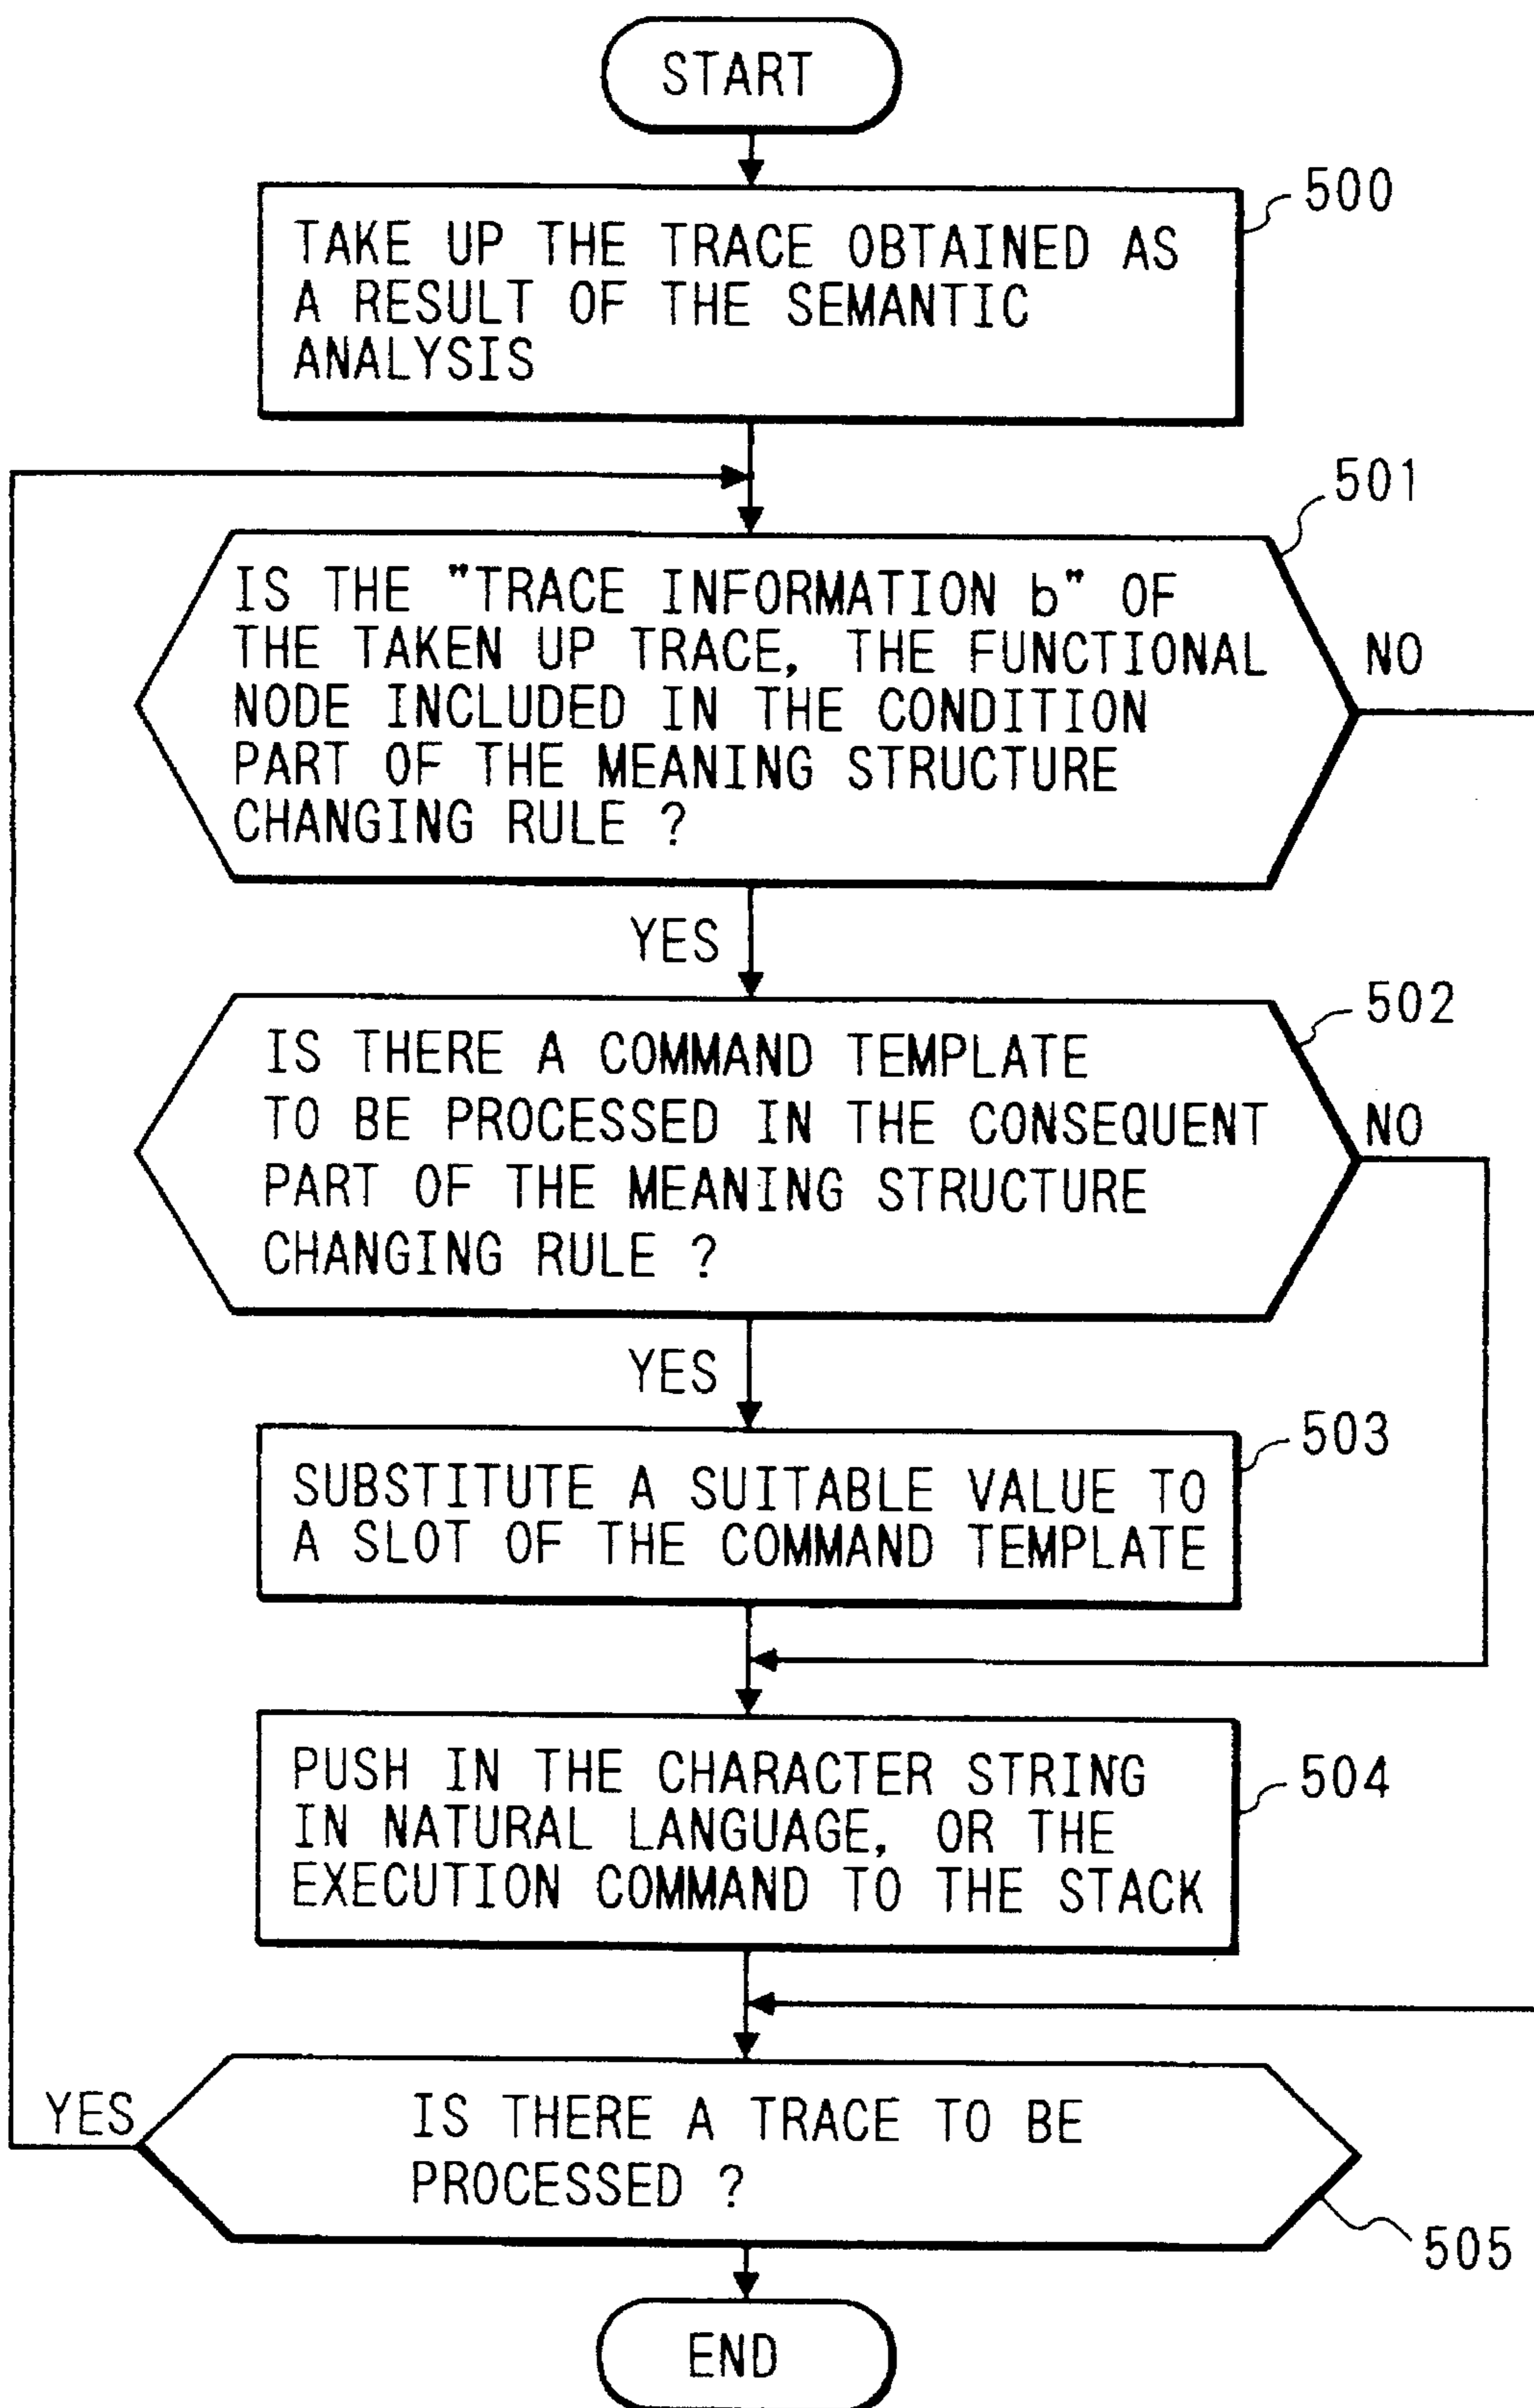 START
500
TAKE UP THE TRACE OBTAINED AS
A RESULT OF THE SEMANTIC
ANALYSIS
501
IS THE "TRACE INFORMATION b" OF
THE TAKEN UP TRACE, THE FUNCTIONAL
NODE INCLUDED IN THE CONDITION
PART OF THE MEANING STRUCTURE
CHANGING RULE ?
NO
YES
502
IS THERE A COMMAND TEMPLATE
TO BE PROCESSED IN THE CONSEQUENT
PART OF THE MEANING STRUCTURE
CHANGING RULE ?
NO
YES
503
SUBSTITUTE A SUITABLE VALUE TO
A SLOT OF THE COMMAND TEMPLATE
504
PUSH IN THE CHARACTER STRING
IN NATURAL LANGUAGE, OR THE
EXECUTION COMMAND TO THE STACK
YES
IS THERE A TRACE TO BE
PROCESSED ?
505
END